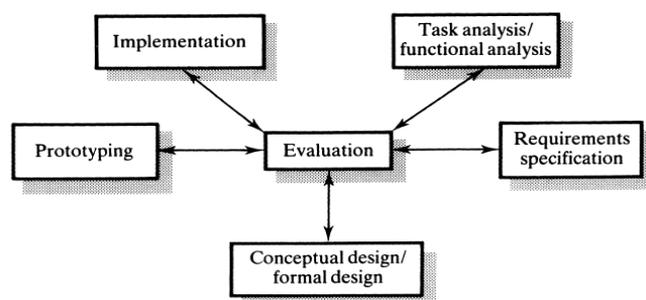 Implementation
Task analysis/
functional analysis
Prototyping
Evaluation
Requirements
specification
Conceptual design/
formal design